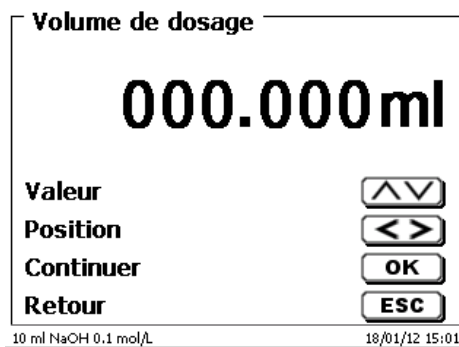 Volume de dosage
000.000ml
Valeur
Position
Continuer OK
Retour ESC
10 ml NaOH 0.1 mol/L 18/01/12 15:01